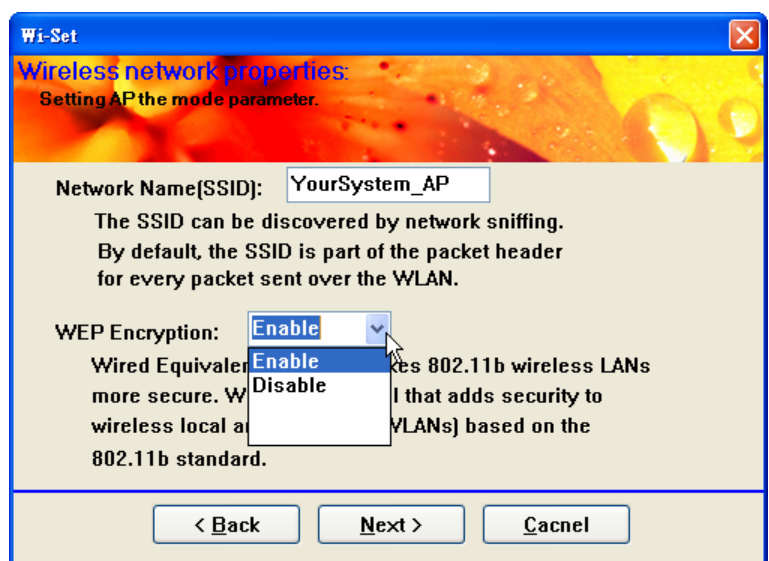 Wi-Set
Wireless network properties:
Setting AP the mode parameter.
Network Name(SSID): YourSystem_AP
The SSID can be discovered by network sniffing.
By default, the SSID is part of the packet header
for every packet sent over the WLAN.
WEP Encryption: Enable
Enable
Disable
Wired 802.11b wireless LANs
more secure. that adds security to
wireless local based on the
802.11b standard.
< Back Next > Cacnel